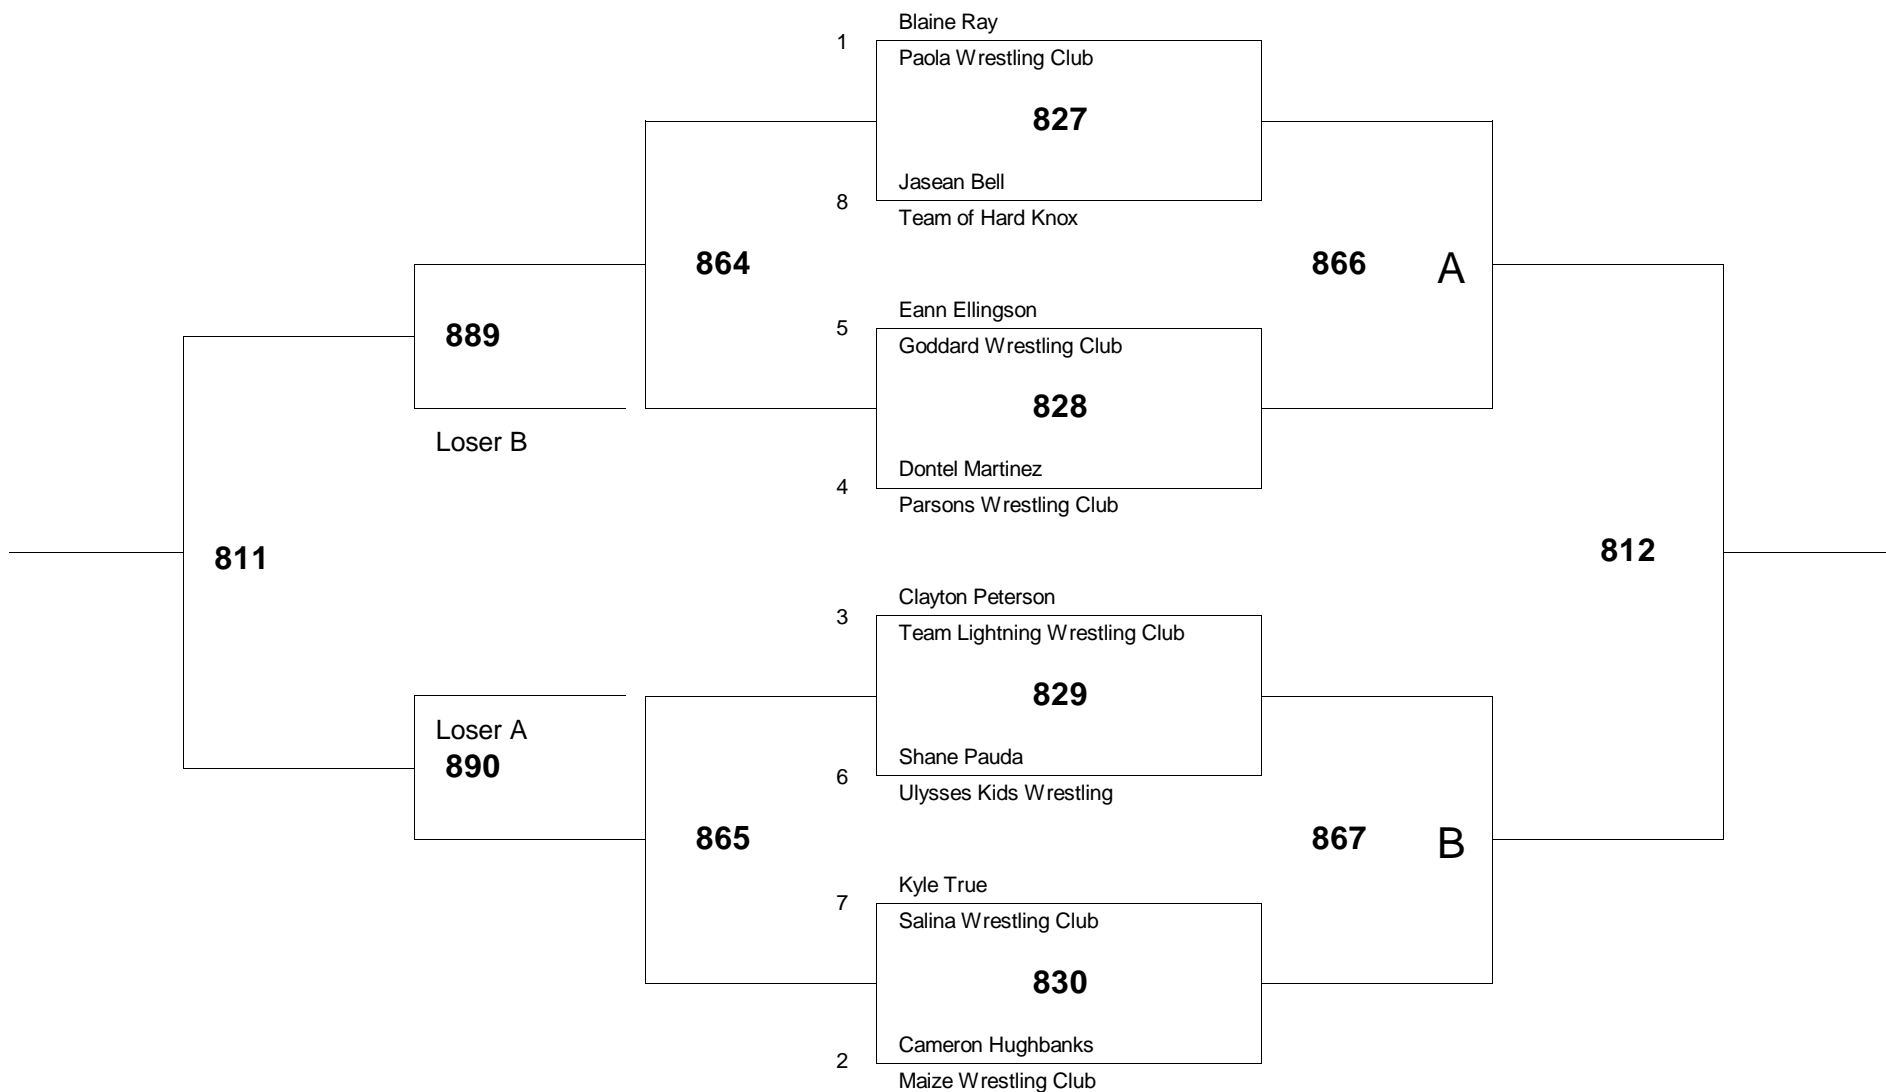 Blaine Ray
1
Paola Wrestling Club
827
Jasean Bell
8
Team of Hard Knox
864
866
A
Eann Ellingson
5
889
Goddard Wrestling Club
828
Loser B
Dontel Martinez
4
Parsons Wrestling Club
811
812
Clayton Peterson
3
Team Lightning Wrestling Club
829
Loser A
890
Shane Pauda
6
Ulysses Kids Wrestling
865
867
B
Kyle True
7
Salina Wrestling Club
830
Cameron Hughbanks
2
Maize Wrestling Club